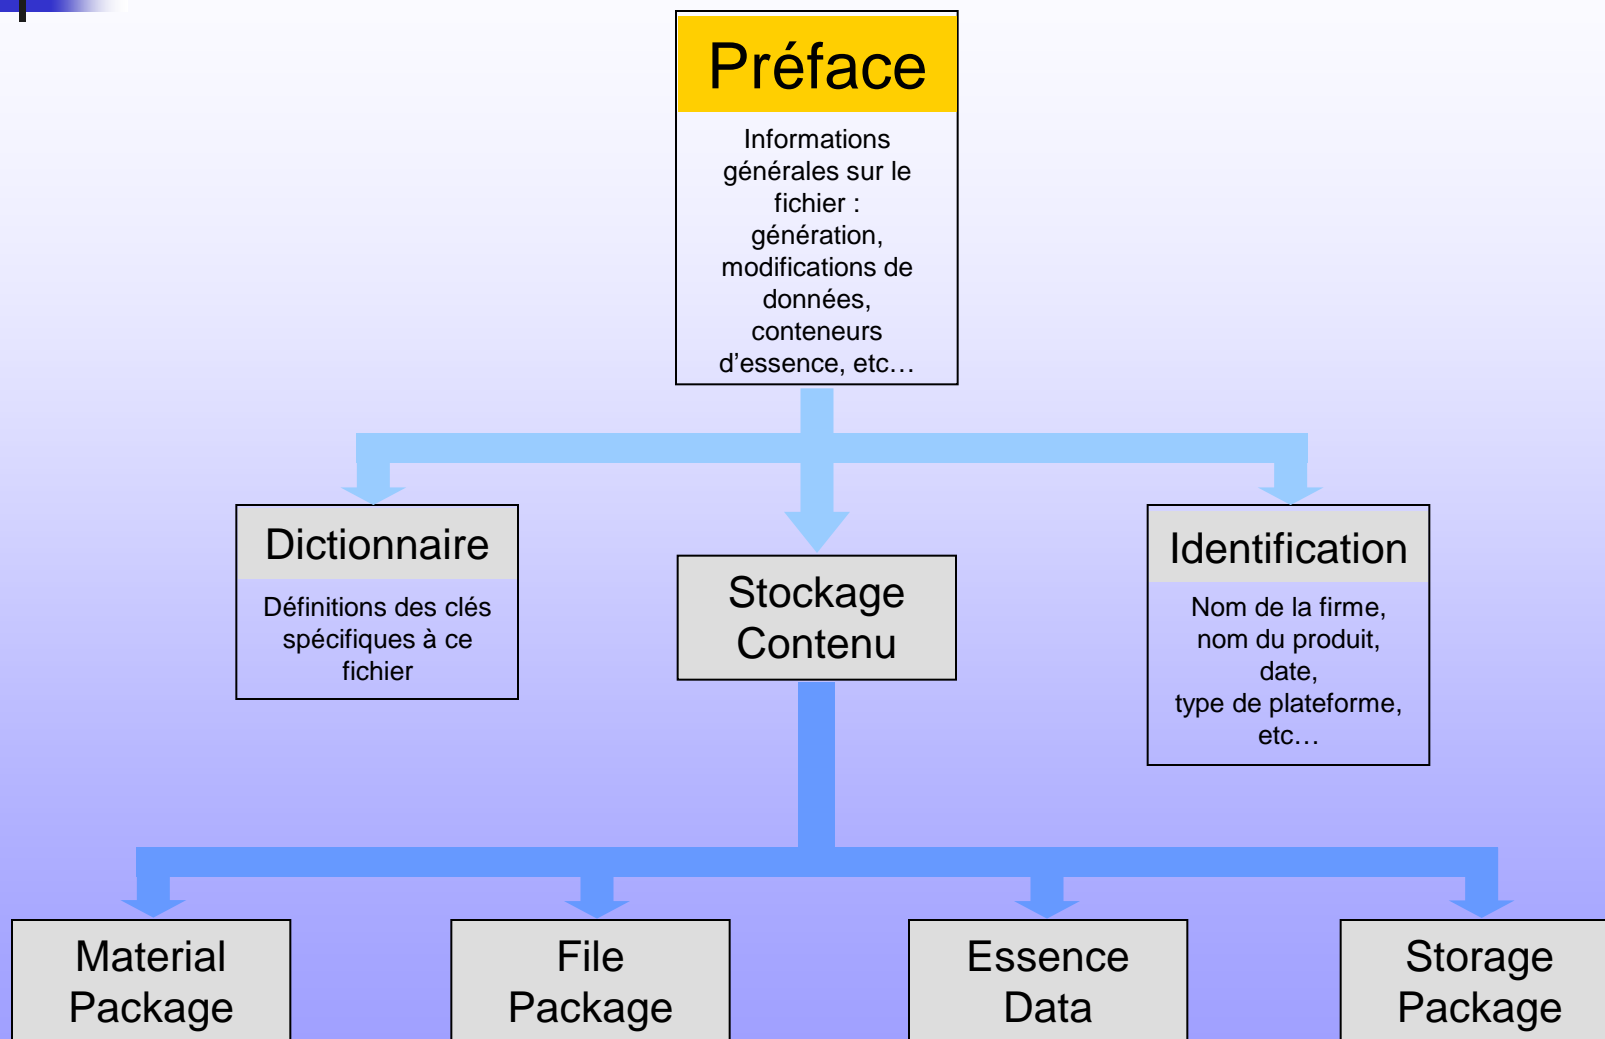 Préface
Informations
générales sur le
fichier :
génération,
modifications de
données,
conteneurs
d’essence, etc…
Dictionnaire
Définitions des clés
spécifiques à ce
fichier
Stockage
Contenu
Identification
Nom de la firme,
nom du produit,
date,
type de plateforme,
etc…
Material
Package
File
Package
Essence
Data
Storage
Package